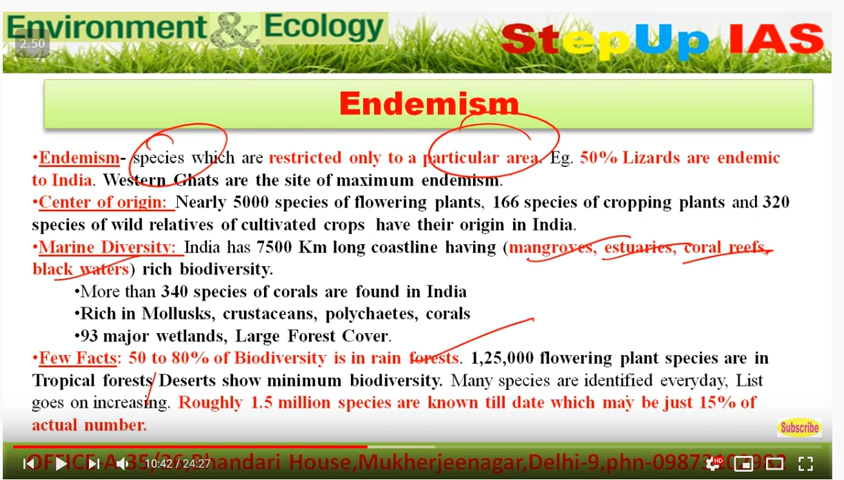 Environment & Ecology
StepUp IAS
2.50
Endemism
•Endemism- species which are restricted only to a particular area. Eg. 50% Lizards are endemic
to India. Western Ghats are the site of maximum endemism.
•Center of origin: Nearly 5000 species of flowering plants, 166 species of cropping plants and 320
species of wild relatives of cultivated crops have their origin in India.
•Marine Diversity: India has 7500 Km long coastline having (mangroves, estuaries, coral reefs,
black waters) rich biodiversity.
•More than 340 species of corals are found in India
•Rich in Mollusks, crustaceans, polychaetes, corals
•93 major wetlands, Large Forest Cover.
•Few Facts: 50 to 80% of Biodiversity is in rain forests. 1,25,000 flowering plant species are in
Tropical forests Deserts show minimum biodiversity. Many species are identified everyday, List
goes on increasing. Roughly 1.5 million species are known till date which may be just 15% of
actual number.
Subscribe
Bhandari House,Mukherjeenagar,Delhi-9,
10:42 / 24:27
HD